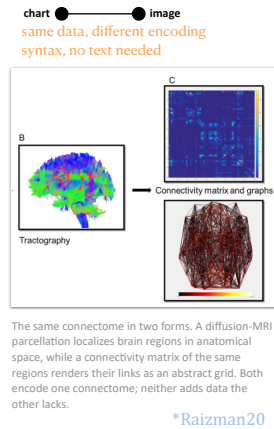 chart image
same data, different encoding
syntax, no text needed
C
B
Connectivity matrix and graphs
Tractography
The same connectome in two forms. A diffusion-MRI
parcellation localizes brain regions in anatomical
space, while a connectivity matrix of the same
regions renders their links as an abstract grid. Both
encode one connectome; neither adds data the
other lacks.
*Raizman20